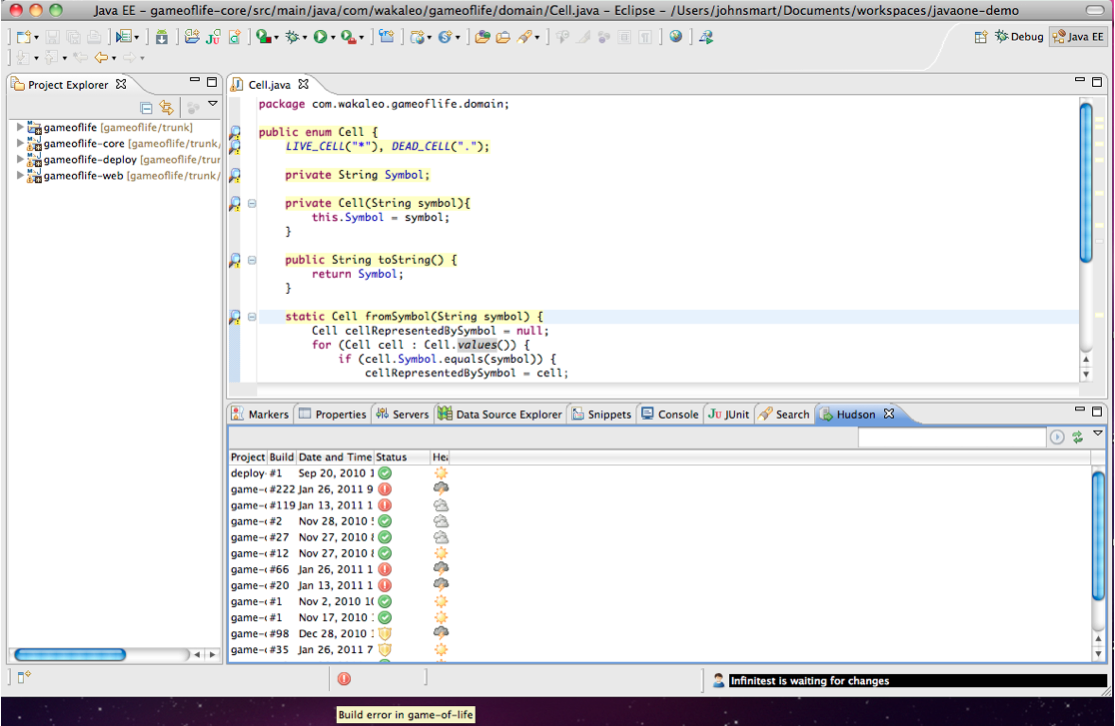 Java EE - gameoflife-core/src/main/java/com/wakaleo/gameoflife/domain/Cell.java - Eclipse - /Users/johnsmart/Documents/workspaces/javaone-demo
Debug
Java EE
Project Explorer
gameoflife [gameoflife/trunk]
gameoflife-core [gameoflife/trunk/
gameoflife-deploy [gameoflife/trur
gameoflife-web [gameoflife/trunk/
Cell.java
package com.wakaleo.gameoflife.domain;
public enum Cell {
LIVE_CELL("*"), DEAD_CELL(".");
private String Symbol;
private Cell(String symbol){
this.Symbol = symbol;
}
public String toString() {
return Symbol;
}
static Cell fromSymbol(String symbol) {
Cell cellRepresentedBySymbol = null;
for (Cell cell : Cell.values()) {
if (cell.Symbol.equals(symbol)) {
cellRepresentedBySymbol = cell;
Markers Properties Servers Data Source Explorer Snippets Console Ju JUnit Search Hudson
Project Build Date and Time Status Hea
deploy- #1 Sep 20, 2010 1
game-( #222 Jan 26, 2011 9
game-( #119 Jan 13, 2011 1
game-( #2 Nov 28, 2010
game-( #27 Nov 27, 2010
game-( #12 Nov 27, 2010
game-( #66 Jan 26, 2011 1
game-( #20 Jan 13, 2011 1
game-( #1 Nov 2, 2010 10
game-( #1 Nov 17, 2010
game-( #98 Dec 28, 2010
game-( #35 Jan 26, 2011 7
Infinitest is waiting for changes
Build error in game-of-life